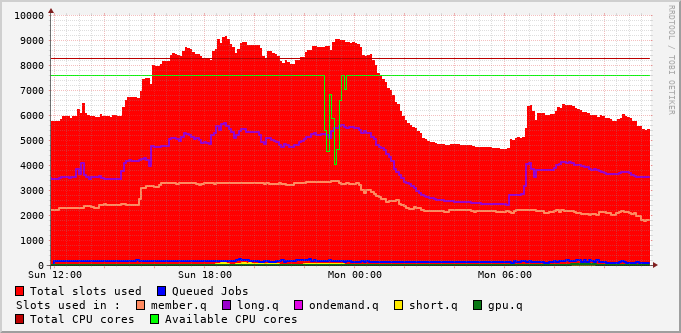 10000
9000
8000
7000
6000
5000
4000
3000
2000
1000
0
Sun 12:00 Sun 18:00 Mon 00:00 Mon 06:00
Total slots used Queued Jobs
Slots used in : member.q long.q ondemand.q short.q gpu.q
Total CPU cores Available CPU cores
RRDTOOL / TOBI OETIKER